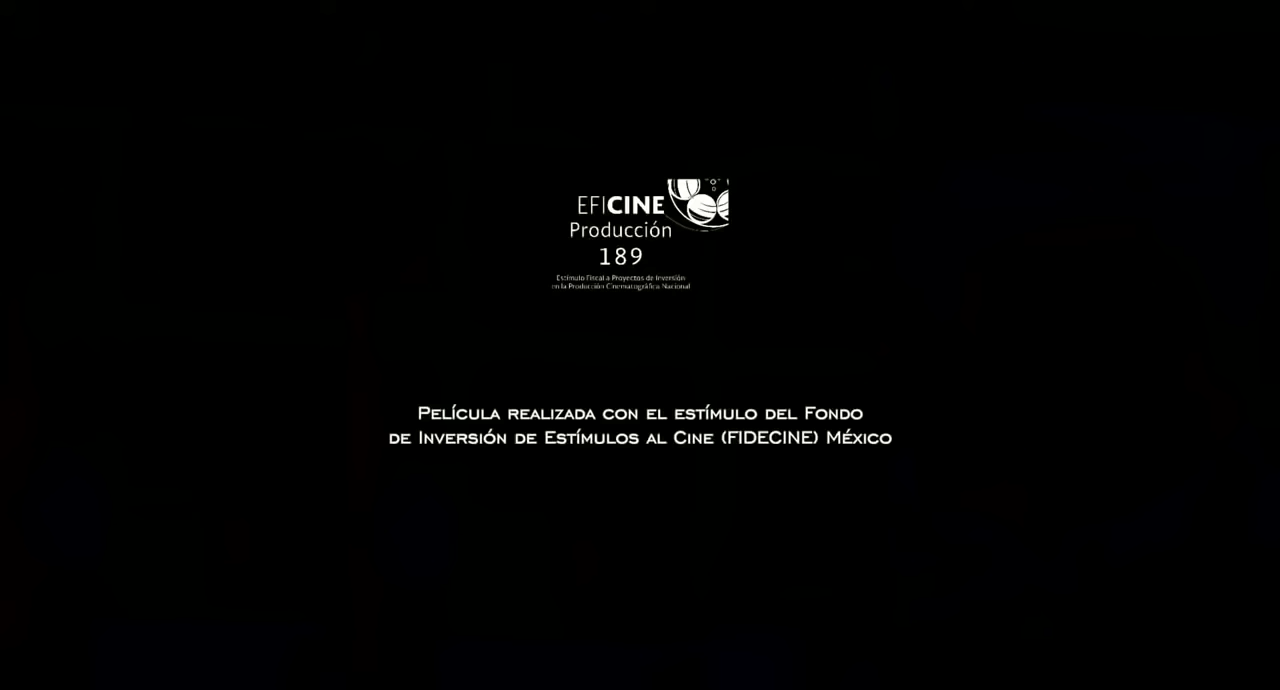 EFICINE
Producción
189
Estímulo Fiscal a Proyectos de Inversión
en la Producción Cinematográfica Nacional
Película realizada con el estímulo del Fondo
de Inversión de Estímulos al Cine (FIDECINE) México